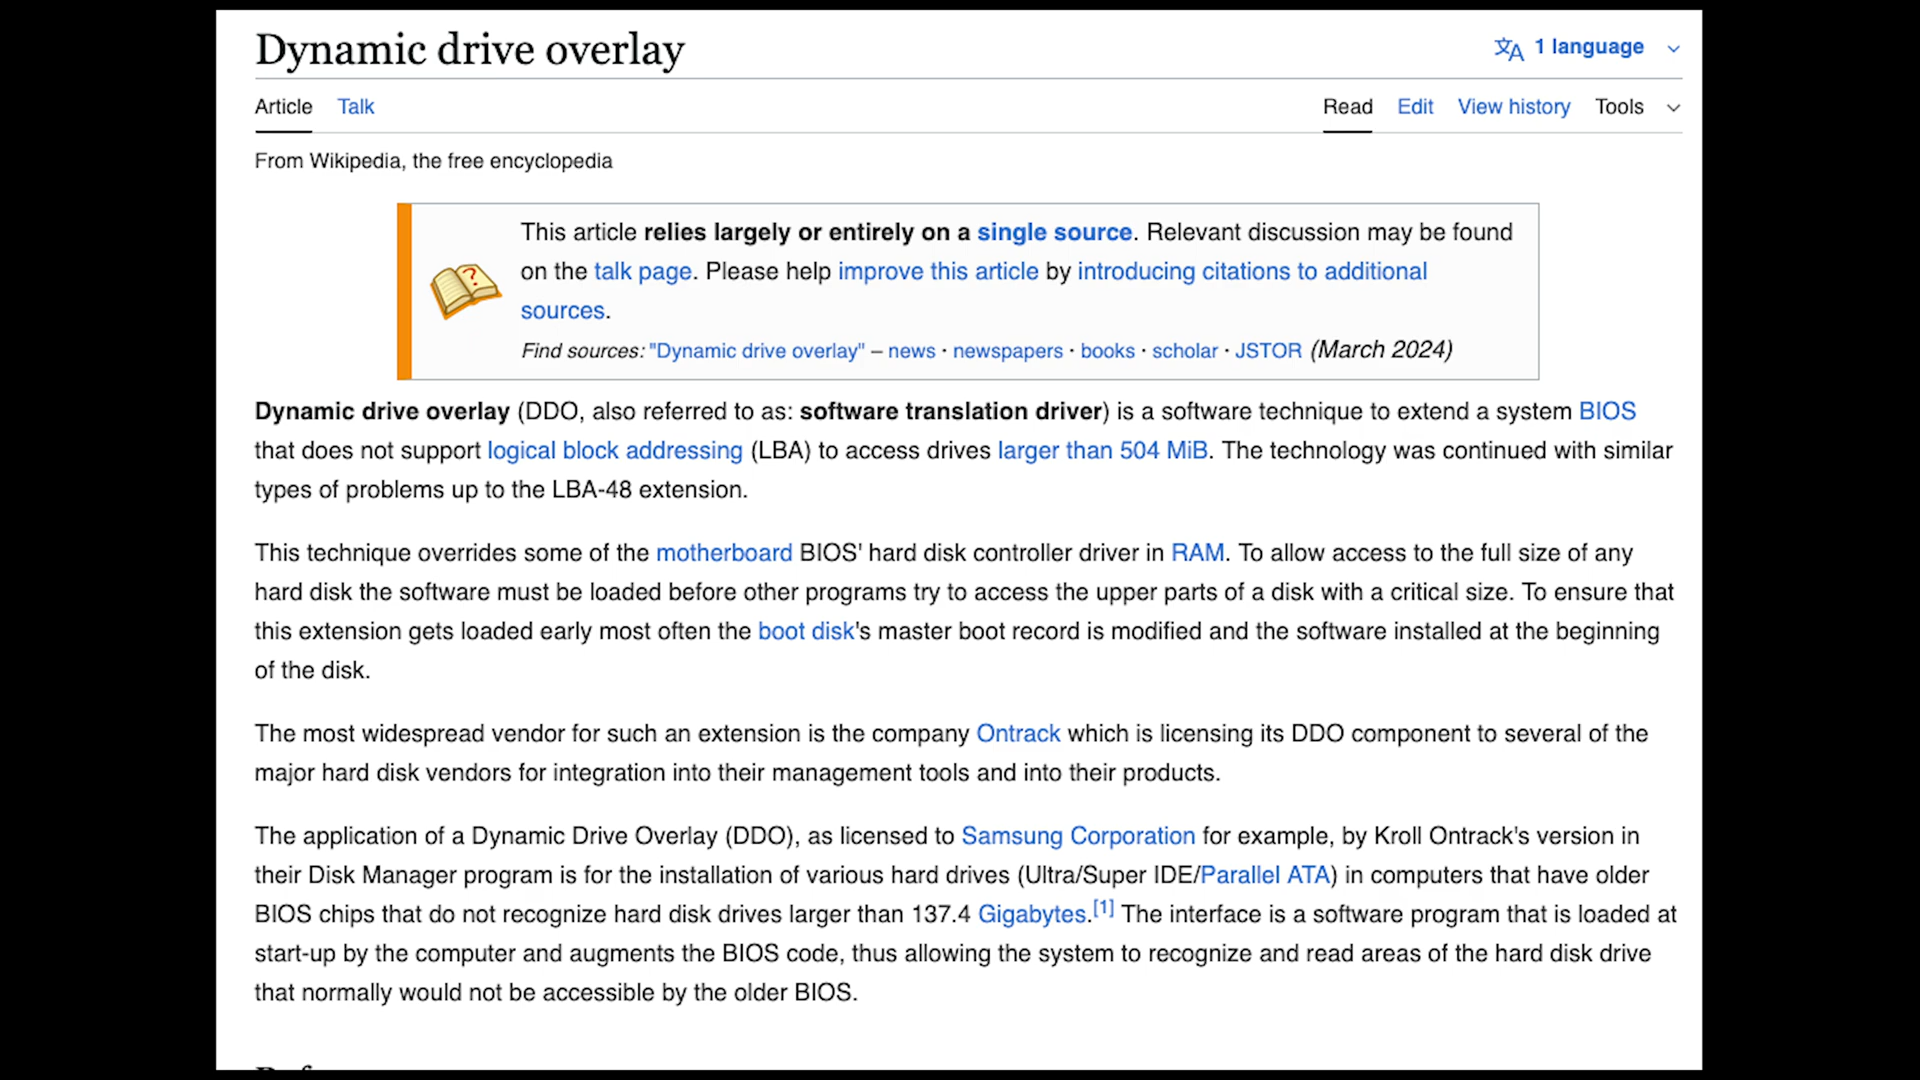 Dynamic drive overlay
1 language
Article Talk
Read Edit View history Tools
From Wikipedia, the free encyclopedia
This article relies largely or entirely on a single source. Relevant discussion may be found
on the talk page. Please help improve this article by introducing citations to additional
sources.
Find sources: "Dynamic drive overlay" – news · newspapers · books · scholar · JSTOR (March 2024)
Dynamic drive overlay (DDO, also referred to as: software translation driver) is a software technique to extend a system BIOS
that does not support logical block addressing (LBA) to access drives larger than 504 MiB. The technology was continued with similar
types of problems up to the LBA-48 extension.
This technique overrides some of the motherboard BIOS' hard disk controller driver in RAM. To allow access to the full size of any
hard disk the software must be loaded before other programs try to access the upper parts of a disk with a critical size. To ensure that
this extension gets loaded early most often the boot disk's master boot record is modified and the software installed at the beginning
of the disk.
The most widespread vendor for such an extension is the company Ontrack which is licensing its DDO component to several of the
major hard disk vendors for integration into their management tools and into their products.
The application of a Dynamic Drive Overlay (DDO), as licensed to Samsung Corporation for example, by Kroll Ontrack's version in
their Disk Manager program is for the installation of various hard drives (Ultra/Super IDE/Parallel ATA) in computers that have older
BIOS chips that do not recognize hard disk drives larger than 137.4 Gigabytes.[1] The interface is a software program that is loaded at
start-up by the computer and augments the BIOS code, thus allowing the system to recognize and read areas of the hard disk drive
that normally would not be accessible by the older BIOS.